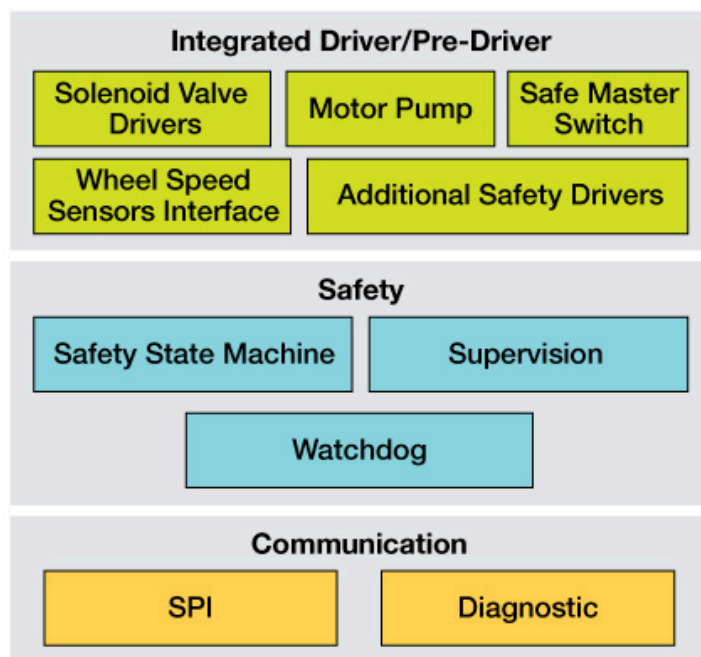 Integrated Driver/Pre-Driver
Solenoid Valve
Drivers
Motor Pump
Safe Master
Switch
Wheel Speed
Sensors Interface
Additional Safety Drivers
Safety
Safety State Machine
Supervision
Watchdog
Communication
SPI
Diagnostic